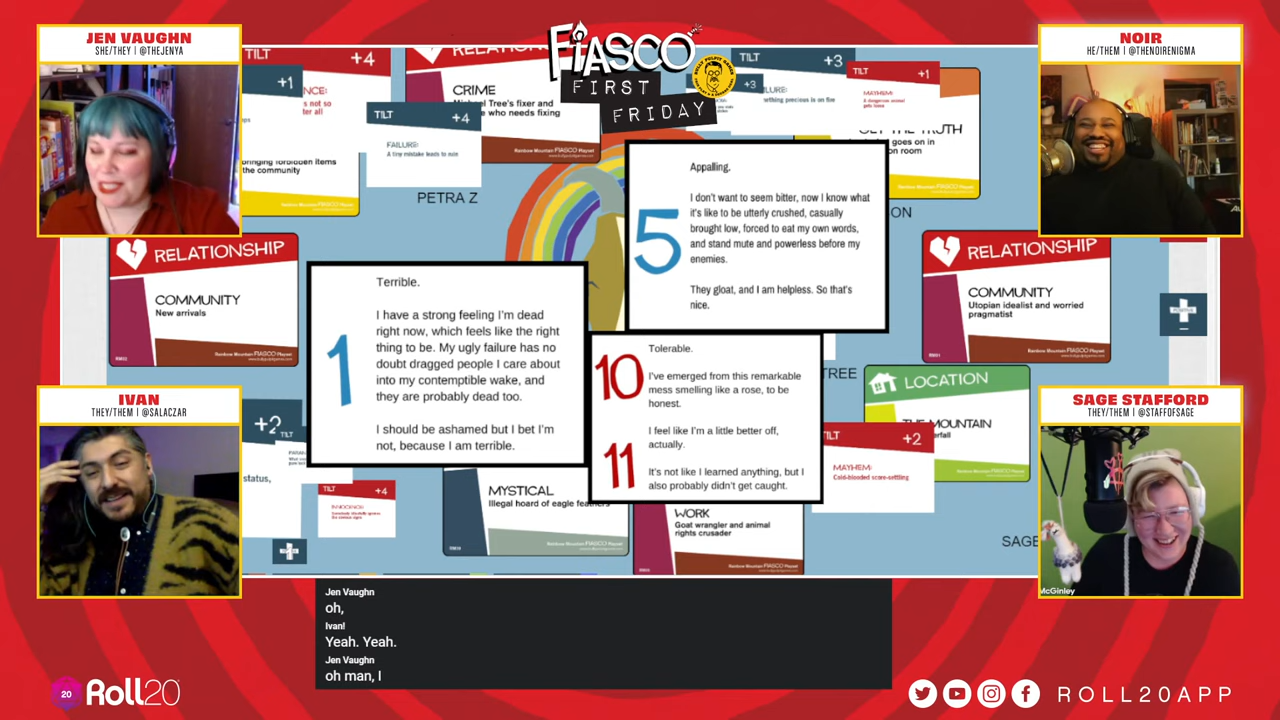 JEN VAUGHN
SHE/THEY | @THEJENYA
FiASCO
FIRST
FRIDAY
NOIR
HE/THEM | @THENOIRENIGMA
TILT +4
+1
RELATIONSHIP
CRIME
who needs fixing
TILT +4
FAILURE:
A tiny mistake leads to ruin
the community
PETRA Z
TILT +3
+3
TILT +1
MAYHEM:
A dangerous animal
gets loose
goes on in
on room
Appalling.
5
I don't want to seem bitter, now I know what
it's like to be utterly crushed, casually
brought low, forced to eat my own words,
and stand mute and powerless before my
enemies.
They gloat, and I am helpless. So that's
nice.
RELATIONSHIP
COMMUNITY
New arrivals
Terrible.
1
I have a strong feeling I'm dead
right now, which feels like the right
thing to be. My ugly failure has no
doubt dragged people I care about
into my contemptible wake, and
they are probably dead too.
I should be ashamed but I bet I'm
not, because I am terrible.
10
Tolerable.
I've emerged from this remarkable
mess smelling like a rose, to be
honest.
I feel like I'm a little better off,
actually.
11
It's not like I learned anything, but I
also probably didn't get caught.
RELATIONSHIP
COMMUNITY
Utopian idealist and worried
pragmatist
TREE
LOCATION
THE MOUNTAIN
TILT +2
MAYHEM:
Cold-blooded score-settling
IVAN
THEY/THEM | @SALACZAR
+2
TILT
status,
TILT +4
MYSTICAL
Illegal hoard of eagle feathers
WORK
Goat wrangler and animal
rights crusader
SAGE
SAGE STAFFORD
THEY/THEM | @STAFFOFSAGE
McGinley
Jen Vaughn
oh,
Ivan!
Yeah. Yeah.
Jen Vaughn
oh man, I
20 Roll20
ROLL20APP